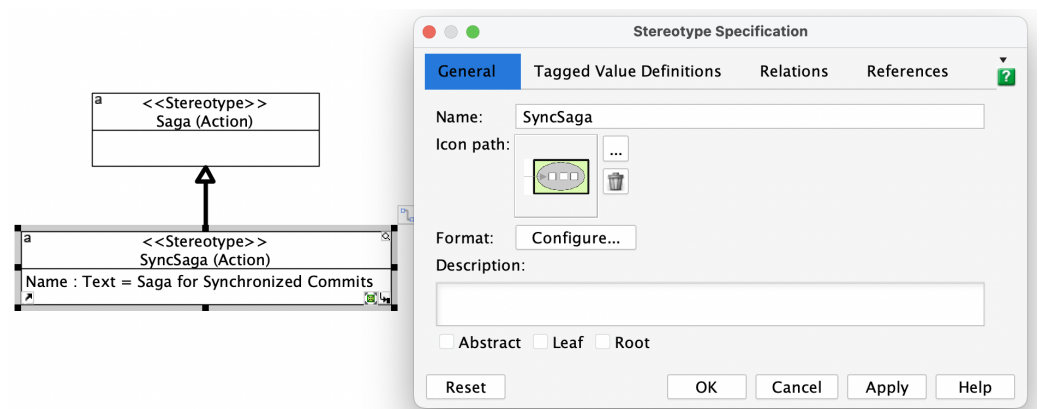 a
<<Stereotype>>
Saga (Action)
a
<<Stereotype>>
SyncSaga (Action)
Name : Text = Saga for Synchronized Commits
Stereotype Specification
General Tagged Value Definitions Relations References
?
Name: SyncSaga
Icon path:
...
Format: Configure...
Description:
Abstract Leaf Root
Reset OK Cancel Apply Help